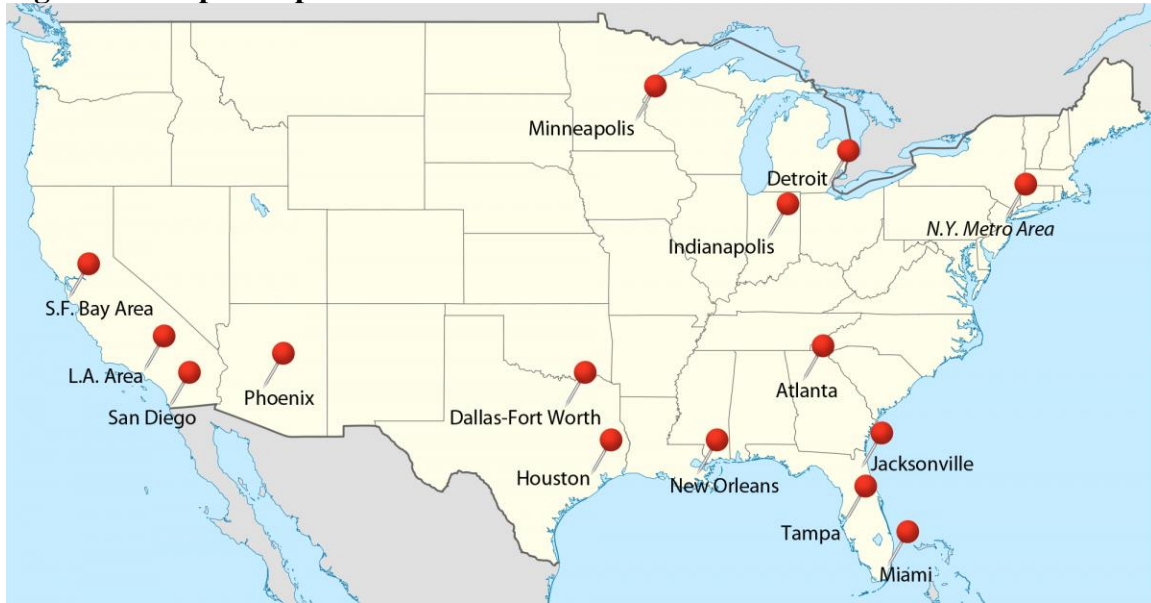 Minneapolis
Detroit
N.Y. Metro Area
Indianapolis
S.F. Bay Area
L.A. Area
Phoenix
San Diego
Dallas-Fort Worth
Atlanta
Houston
New Orleans
Jacksonville
Tampa
Miami